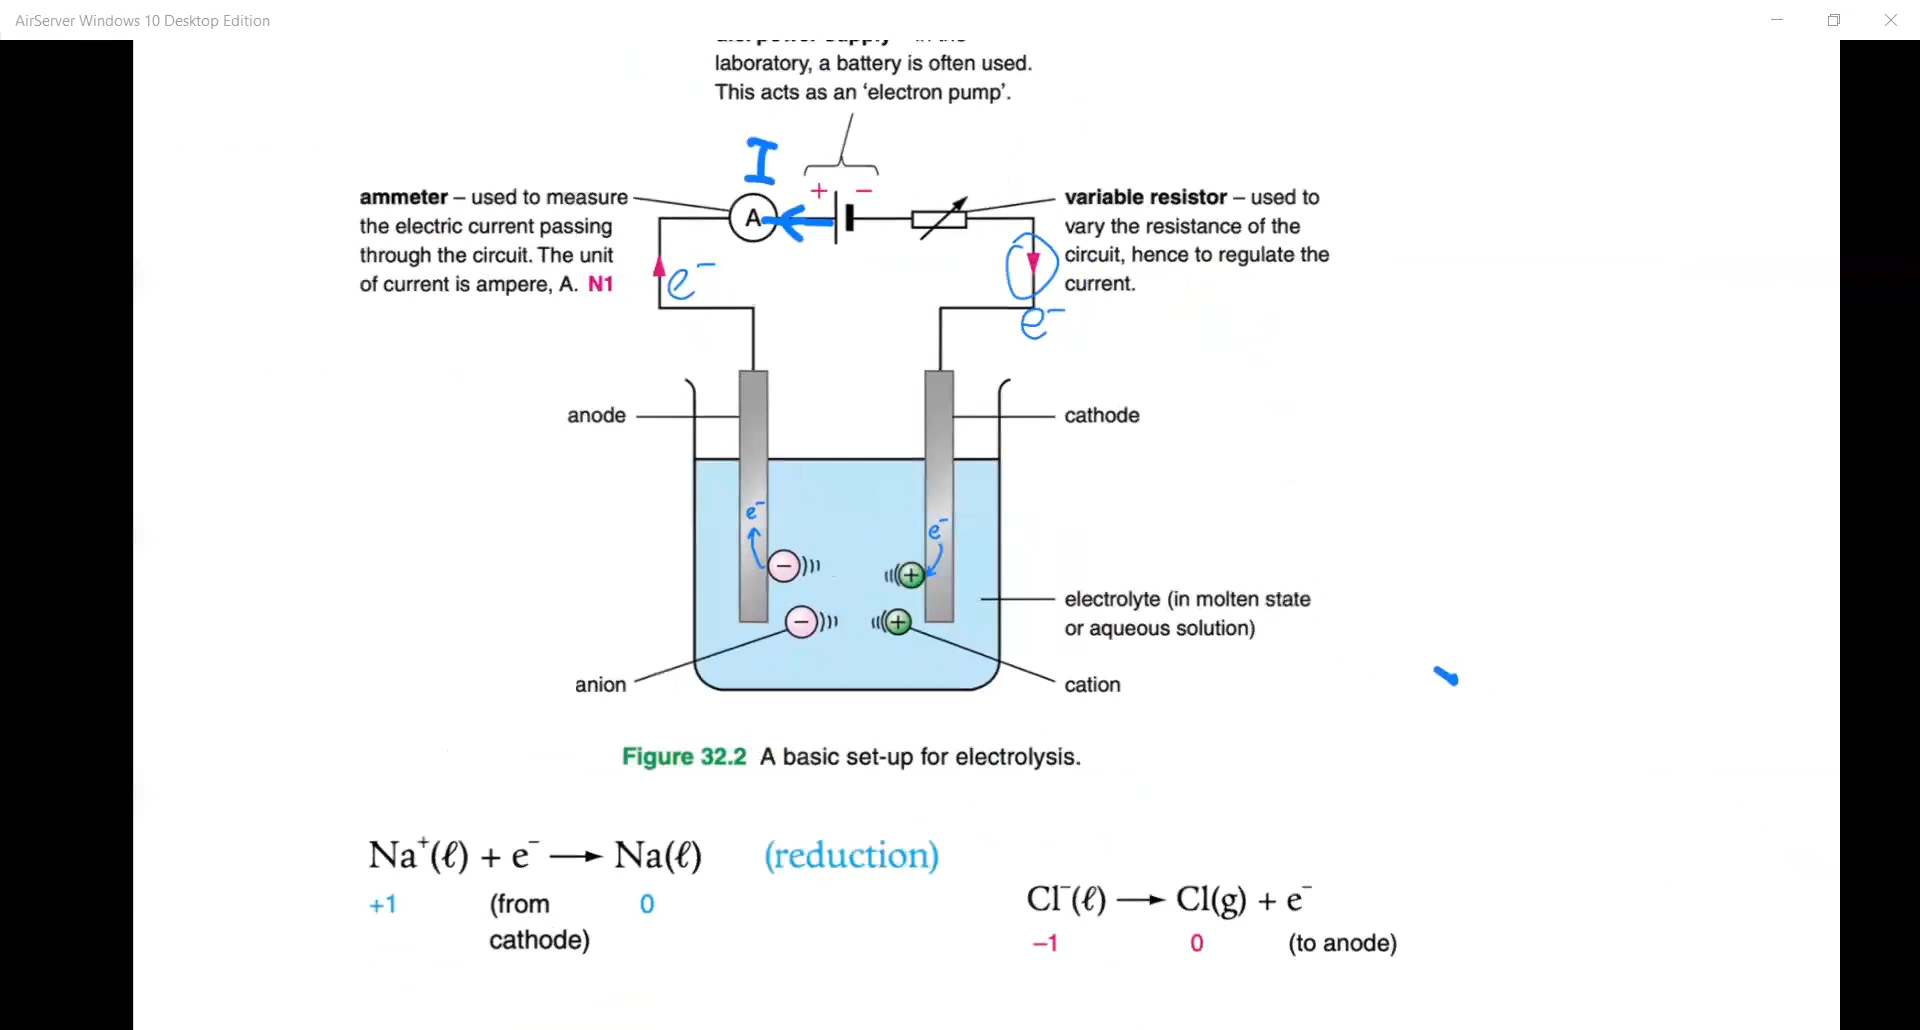 AirServer Windows 10 Desktop Edition
laboratory, a battery is often used.
This acts as an ‘electron pump’.
I
+ −
A
ammeter – used to measure
the electric current passing
through the circuit. The unit
of current is ampere, A. N1
variable resistor – used to
vary the resistance of the
circuit, hence to regulate the
current.
e⁻
e⁻
anode
cathode
e⁻
e⁻
−
+
−
+
electrolyte (in molten state
or aqueous solution)
anion
cation
Figure 32.2 A basic set-up for electrolysis.
Na⁺(ℓ) + e⁻ ⟶ Na(ℓ) (reduction)
+1 (from 0
cathode)
Cl⁻(ℓ) ⟶ Cl(g) + e⁻
−1 0 (to anode)